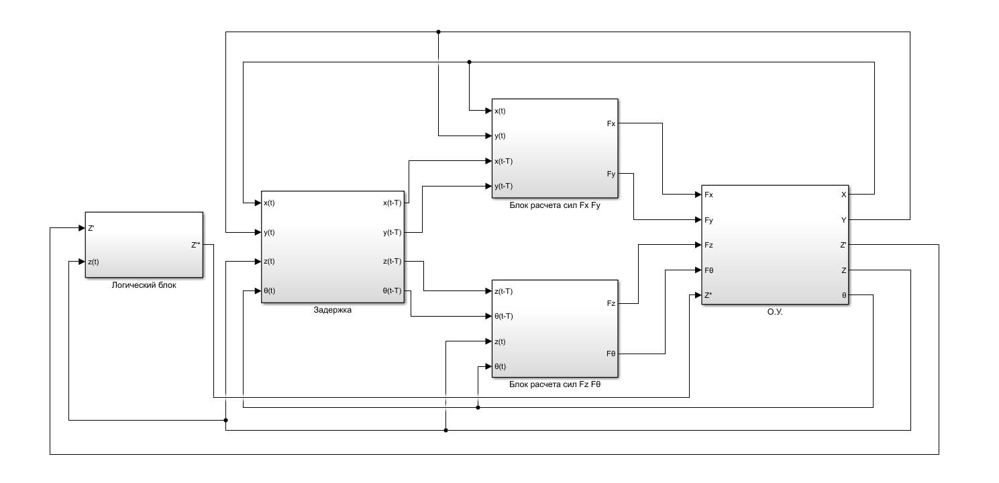 Z'
z(t)
Z'*
Логический блок
x(t)
y(t)
z(t)
θ(t)
x(t-T)
y(t-T)
z(t-T)
θ(t-T)
Задержка
x(t)
y(t)
x(t-T)
y(t-T)
Fx
Fy
Блок расчета сил Fx Fy
z(t-T)
θ(t-T)
z(t)
θ(t)
Fz
Fθ
Блок расчета сил Fz Fθ
Fx
Fy
Fz
Fθ
Z*
X
Y
Z'
Z
θ
О.У.